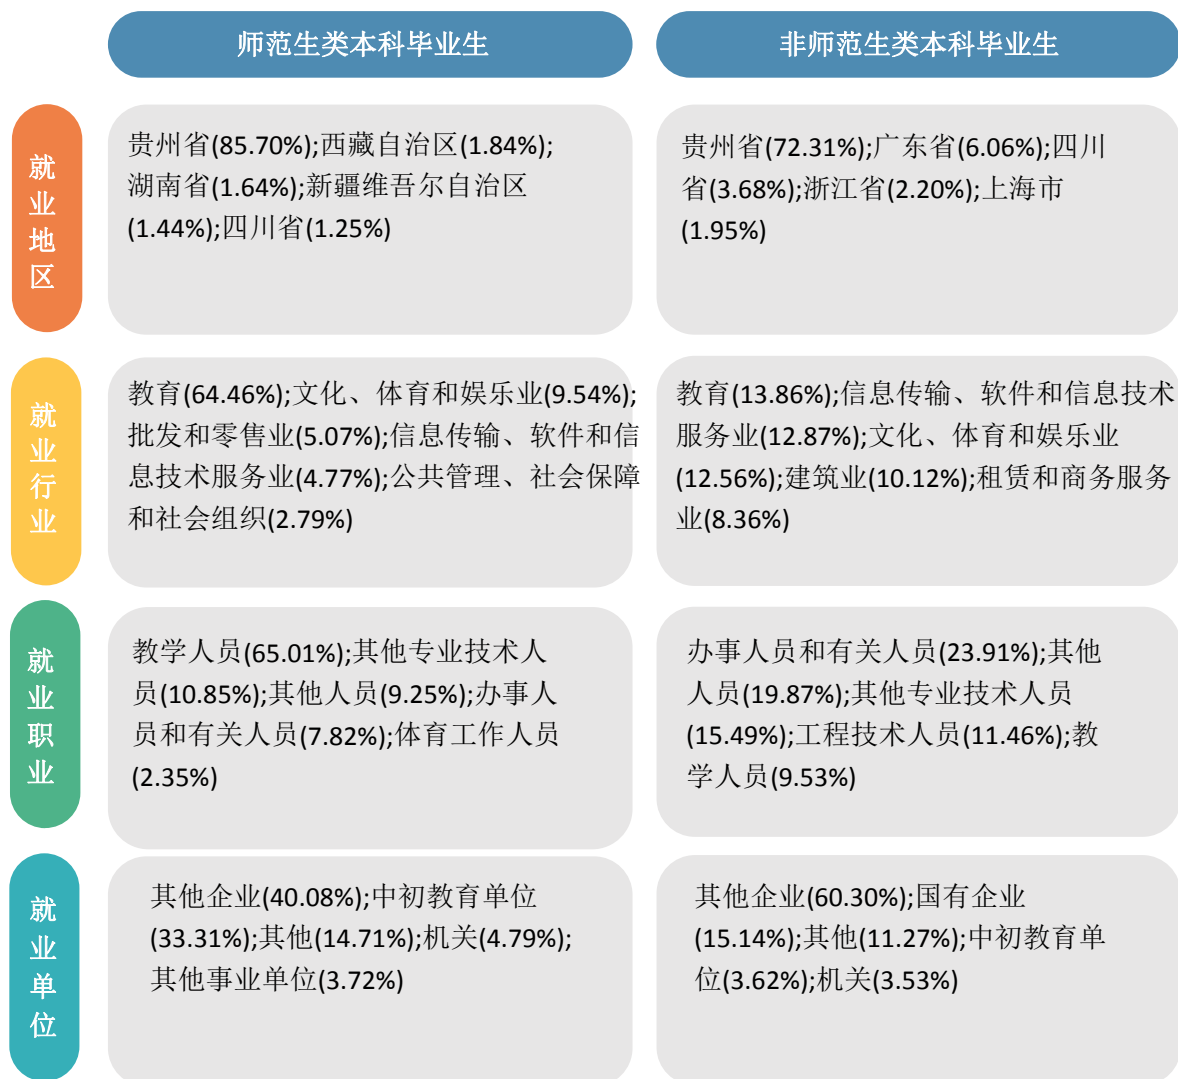 师范生类本科毕业生
非师范生类本科毕业生
就业地区
贵州省(85.70%);西藏自治区(1.84%);
湖南省(1.64%);新疆维吾尔自治区
(1.44%);四川省(1.25%)
贵州省(72.31%);广东省(6.06%);四川
省(3.68%);浙江省(2.20%);上海市
(1.95%)
就业行业
教育(64.46%);文化、体育和娱乐业(9.54%);
批发和零售业(5.07%);信息传输、软件和信
息技术服务业(4.77%);公共管理、社会保障
和社会组织(2.79%)
教育(13.86%);信息传输、软件和信息技术
服务业(12.87%);文化、体育和娱乐业
(12.56%);建筑业(10.12%);租赁和商务服务
业(8.36%)
就业职业
教学人员(65.01%);其他专业技术人
员(10.85%);其他人员(9.25%);办事人
员和有关人员(7.82%);体育工作人员
(2.35%)
办事人员和有关人员(23.91%);其他
人员(19.87%);其他专业技术人员
(15.49%);工程技术人员(11.46%);教
学人员(9.53%)
就业单位
其他企业(40.08%);中初教育单位
(33.31%);其他(14.71%);机关(4.79%);
其他事业单位(3.72%)
其他企业(60.30%);国有企业
(15.14%);其他(11.27%);中初教育单
位(3.62%);机关(3.53%)